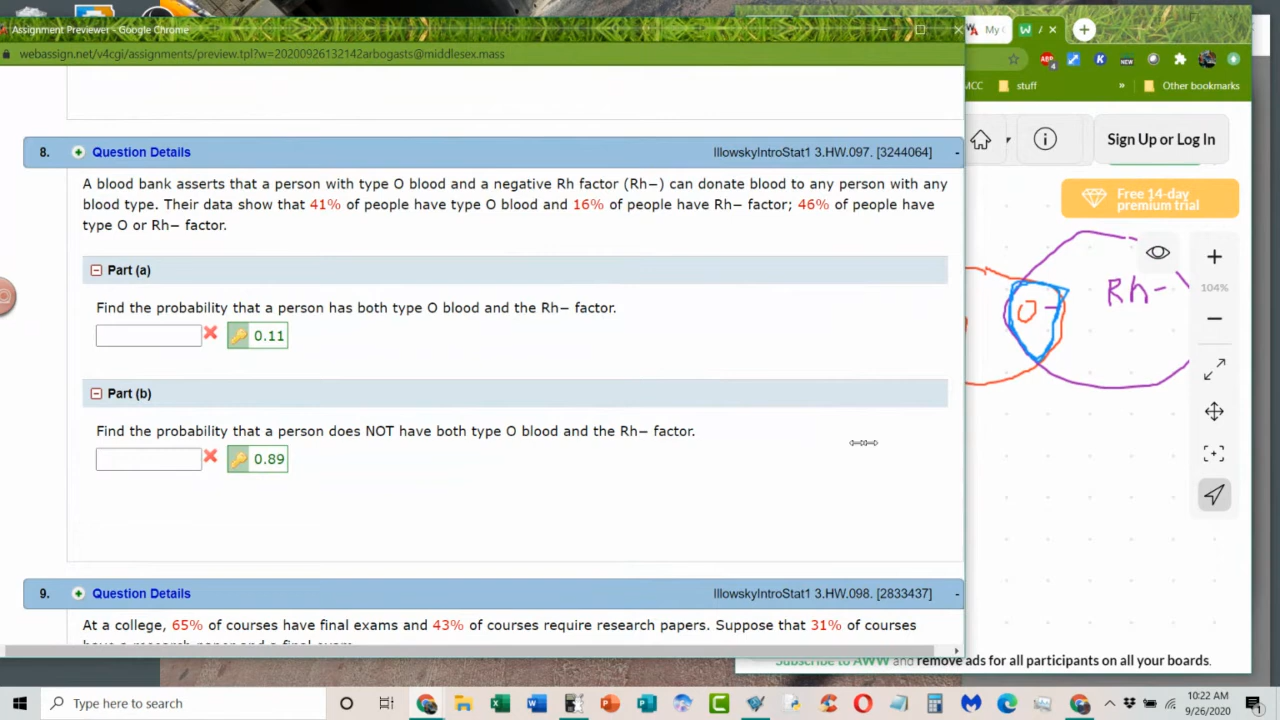 Assignment Previewer - Google Chrome
webassign.net/v4cgi/assignments/preview.tpl?w=20200926132142arbogasts@middlesex.mass
My
MCC
stuff
»
Other bookmarks
Sign Up or Log In
Free 14-day
premium trial
104%
O-
Rh-
8.
Question Details
IllowskyIntroStat1 3.HW.097. [3244064]
-
A blood bank asserts that a person with type O blood and a negative Rh factor (Rh−) can donate blood to any person with any
blood type. Their data show that 41% of people have type O blood and 16% of people have Rh− factor; 46% of people have
type O or Rh− factor.
Part (a)
Find the probability that a person has both type O blood and the Rh− factor.
0.11
Part (b)
Find the probability that a person does NOT have both type O blood and the Rh− factor.
0.89
9.
Question Details
IllowskyIntroStat1 3.HW.098. [2833437]
-
At a college, 65% of courses have final exams and 43% of courses require research papers. Suppose that 31% of courses
have a research paper and a final exam.
Subscribe to AWW and remove ads for all participants on all your boards.
Type here to search
10:22 AM
9/26/2020